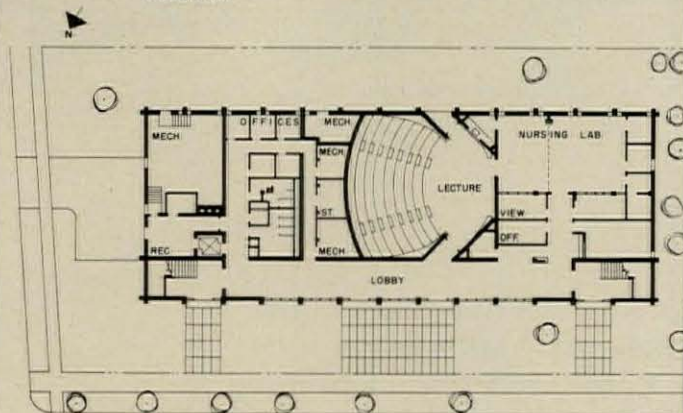 N
MECH.
OFFICES
MECH.
NURSING LAB.
MECH.
LECTURE
ST.
VIEW
OFF.
REC.
MECH.
LOBBY